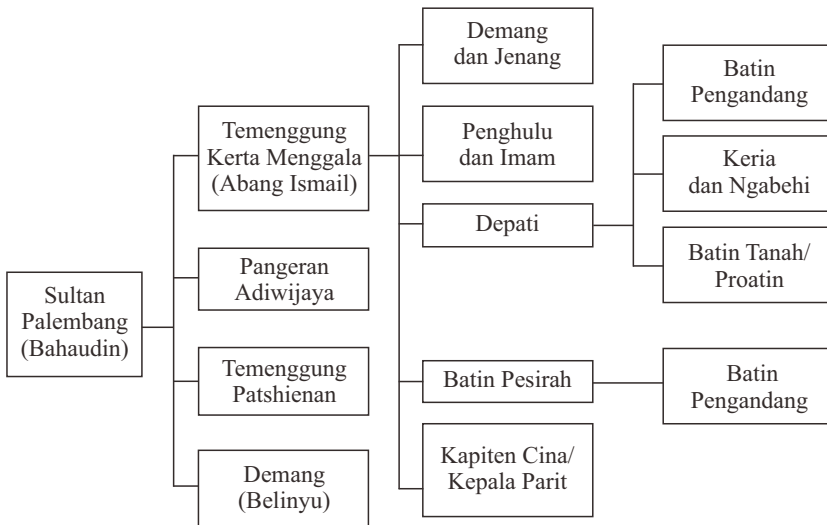 Sultan
Palembang
(Bahaudin)
Temenggung
Kerta Menggala
(Abang Ismail)
Pangeran
Adiwijaya
Temenggung
Patshienan
Demang
(Belinyu)
Demang
dan Jenang
Penghulu
dan Imam
Depati
Batin Pesirah
Kapiten Cina/
Kepala Parit
Batin
Pengandang
Keria
dan Ngabehi
Batin Tanah/
Proatin
Batin
Pengandang